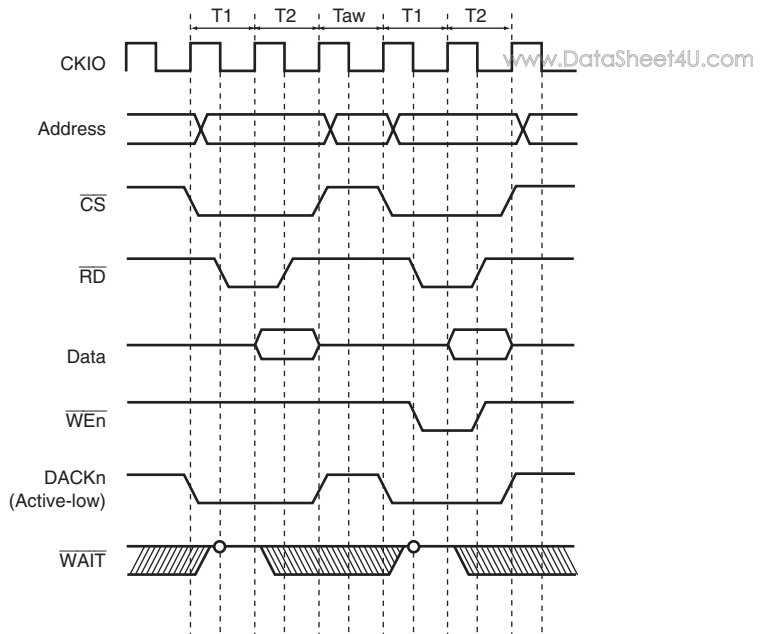 T1 T2 Taw T1 T2
CKIO
www.DataSheet4U.com
Address
CS
RD
Data
WEn
DACKn
(Active-low)
WAIT